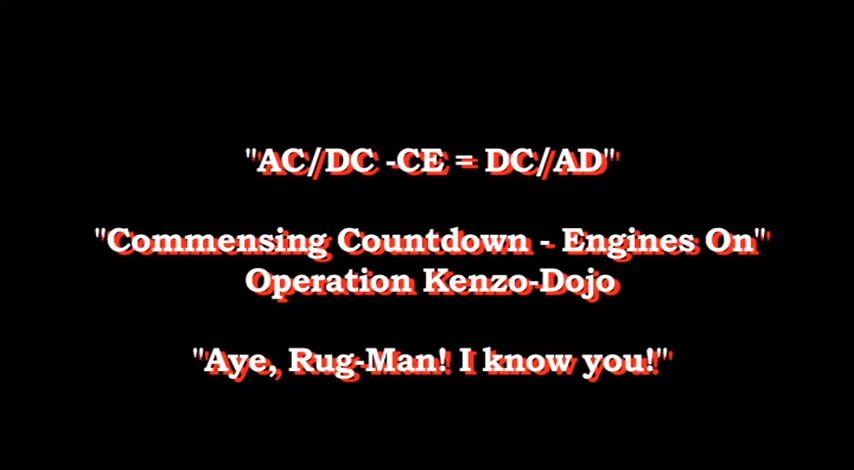 "AC/DC -CE = DC/AD"
"Commensing Countdown - Engines On"
Operation Kenzo-Dojo
"Aye, Rug-Man! I know you!"